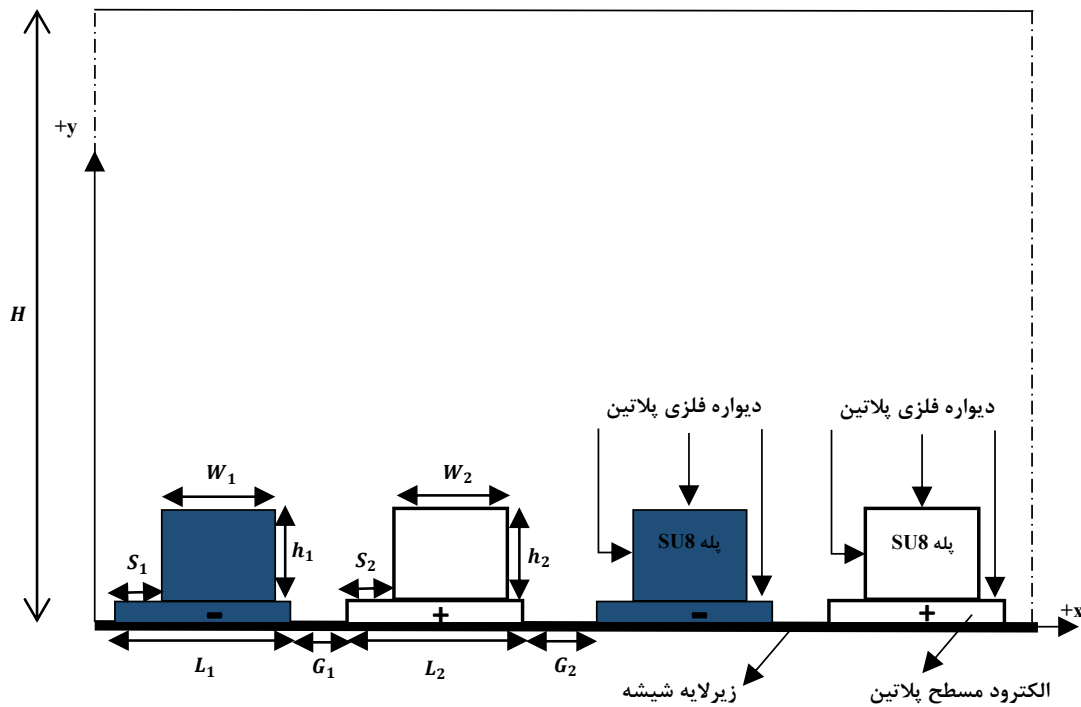 +y
H
دیواره فلزی پلاتین
دیواره فلزی پلاتین
W₁
W₂
h₁
h₂
S₁
S₂
پله SU8
پله SU8
-
+
-
+
+x
L₁
G₁
L₂
G₂
زیرلایه شیشه
الکترود مسطح پلاتین